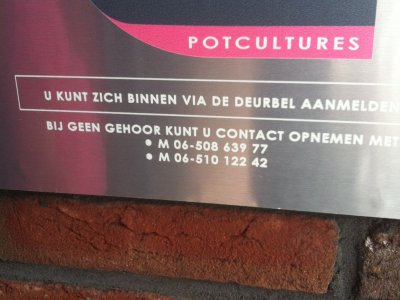 POTCULTURES
U KUNT ZICH BINNEN VIA DE DEURBEL AANMELDEN
BIJ GEEN GEHOOR KUNT U CONTACT OPNEMEN MET
• M 06-508 639 77
• M 06-510 122 42